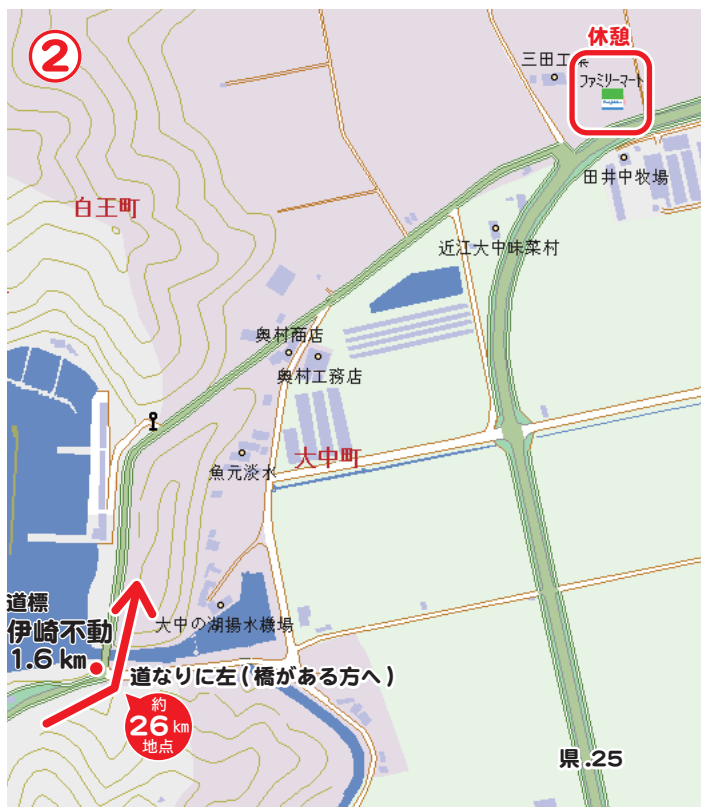 ②
休憩
三田工業
ファミリーマート
田井中牧場
白王町
近江大中味菜村
奥村商店
奥村工務店
大中町
魚元淡水
道標
伊崎不動
1.6 km
大中の湖揚水機場
道なりに左(橋がある方へ)
約
26 km
地点
県.25